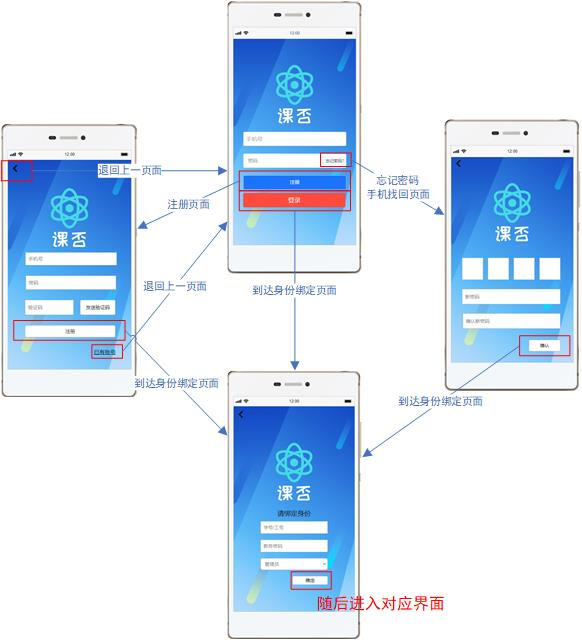 12:00
课否
手机号
密码
忘记密码?
注册
登录
退回上一页面
忘记密码
手机找回页面
注册页面
12:00
课否
手机号
密码
验证码
发送验证码
注册
已有账号
退回上一页面
到达身份绑定页面
12:00
课否
新密码
确认新密码
确认
到达身份绑定页面
到达身份绑定页面
12:00
课否
请绑定身份
学号/工号
教务密码
管理员
确定
随后进入对应界面